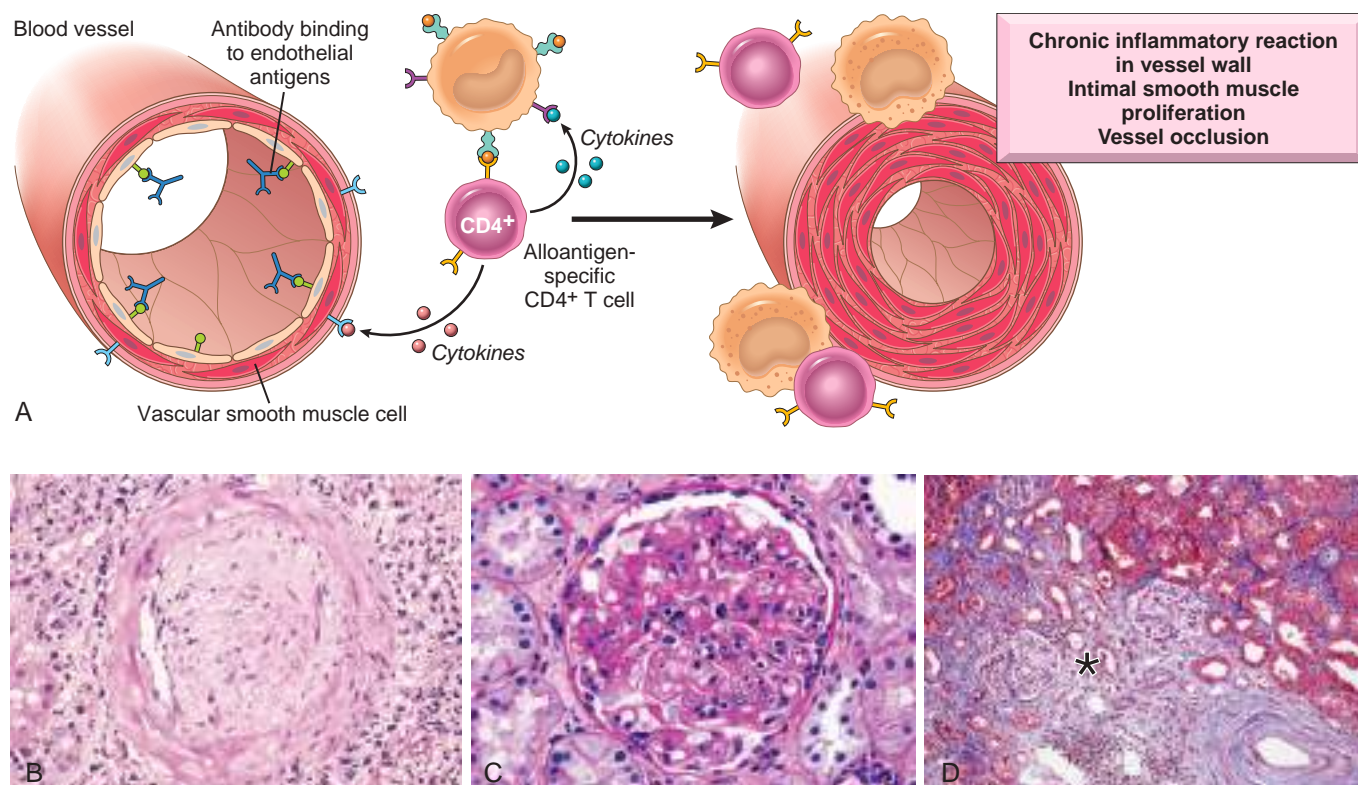 Blood vessel
Antibody binding
to endothelial
antigens
Cytokines
CD4+
Alloantigen-
specific
CD4+ T cell
Cytokines
Vascular smooth muscle cell
A
Chronic inflammatory reaction
in vessel wall
Intimal smooth muscle
proliferation
Vessel occlusion
B
C
*
D